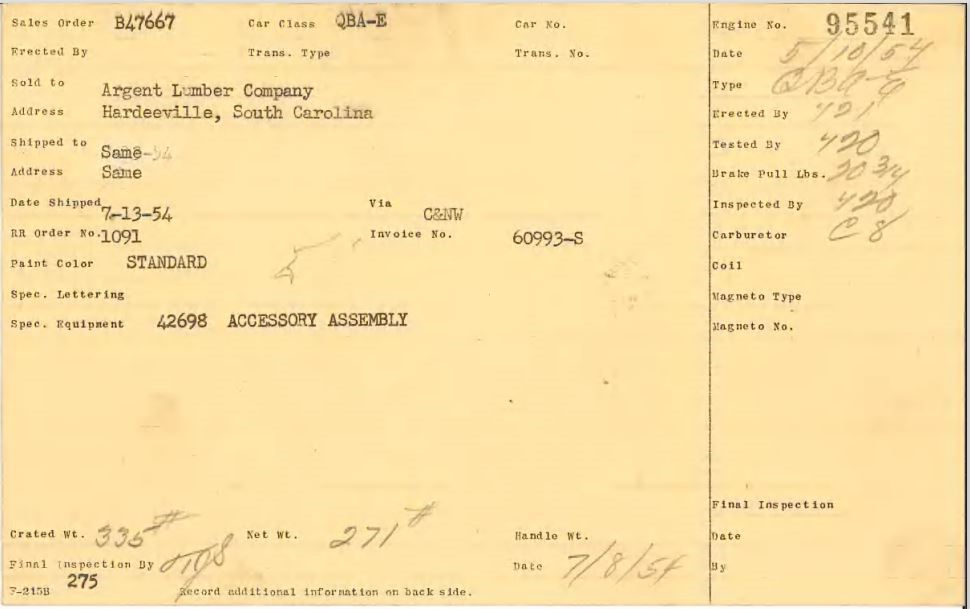 Sales Order B47667 Car Class QBA-E Car No.
Erected By Trans. Type Trans. No.
Sold to Argent Lumber Company
Address Hardeeville, South Carolina
Shipped to Same
Address Same
Date Shipped 7-13-54 Via C&NW
RR Order No. 1091 Invoice No. 60993-S
Paint Color STANDARD
Spec. Lettering
Spec. Equipment 42698 ACCESSORY ASSEMBLY
Crated Wt. 335# Net Wt. 271# Handle Wt.
Final Inspection By Date 7/8/54
275
F-215B Record additional information on back side.
Engine No. 95541
Date 5/10/54
Type
Erected By 421
Tested By 420
Brake Pull Lbs. 20 3/4
Inspected By 420
Carburetor C8
Coil
Magneto Type
Magneto No.
Final Inspection
Date
By